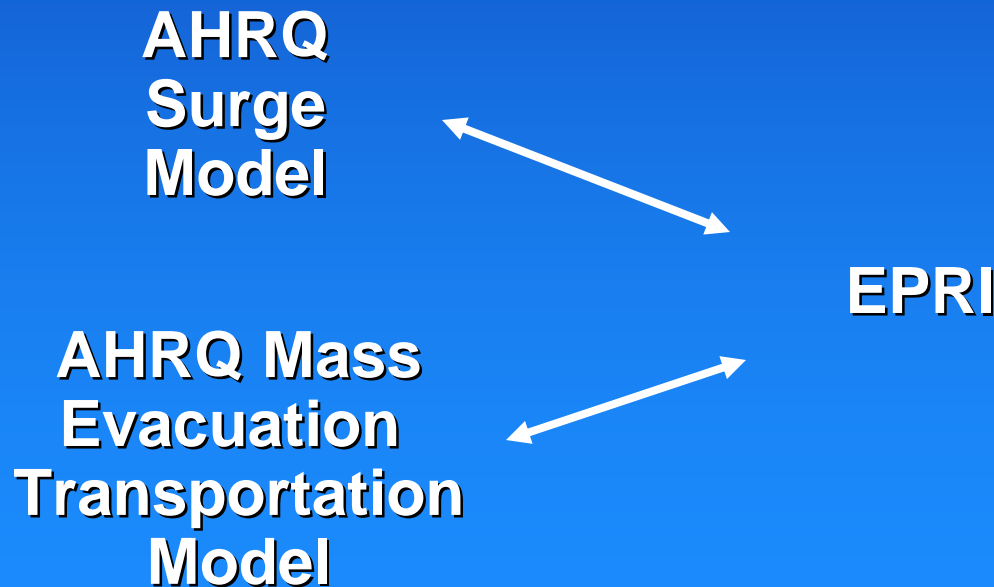 AHRQ
Surge
Model
EPRI
AHRQ Mass
Evacuation
Transportation
Model